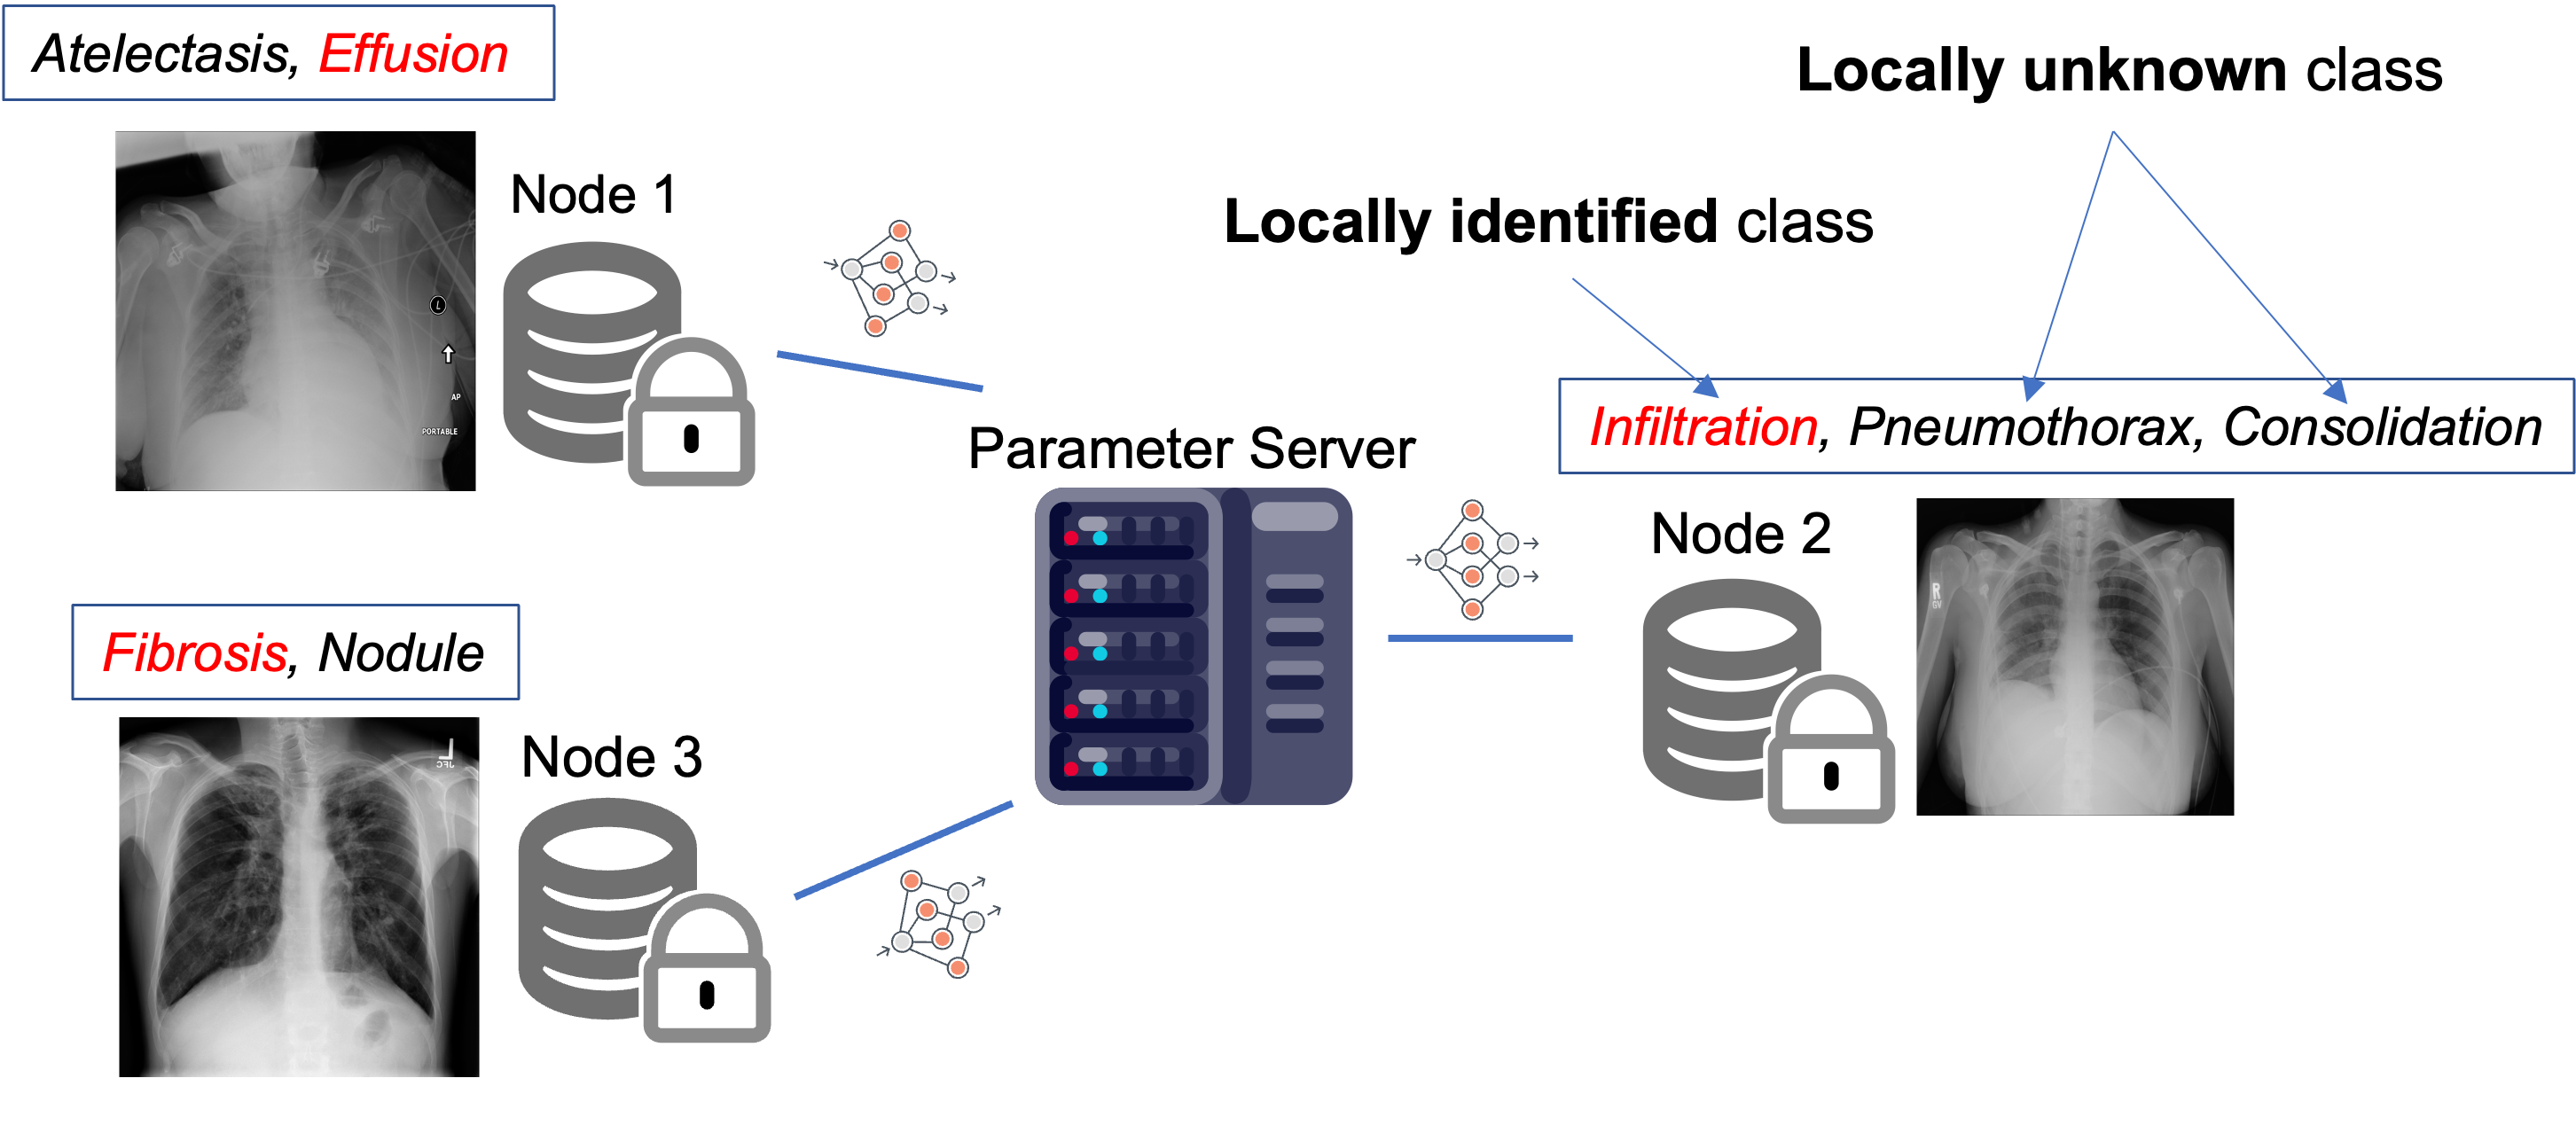 Atelectasis, Effusion
Locally unknown class
Node 1
Locally identified class
L
AP
PORTABLE
Parameter Server
Infiltration, Pneumothorax, Consolidation
Node 2
R
GV
Fibrosis, Nodule
Node 3